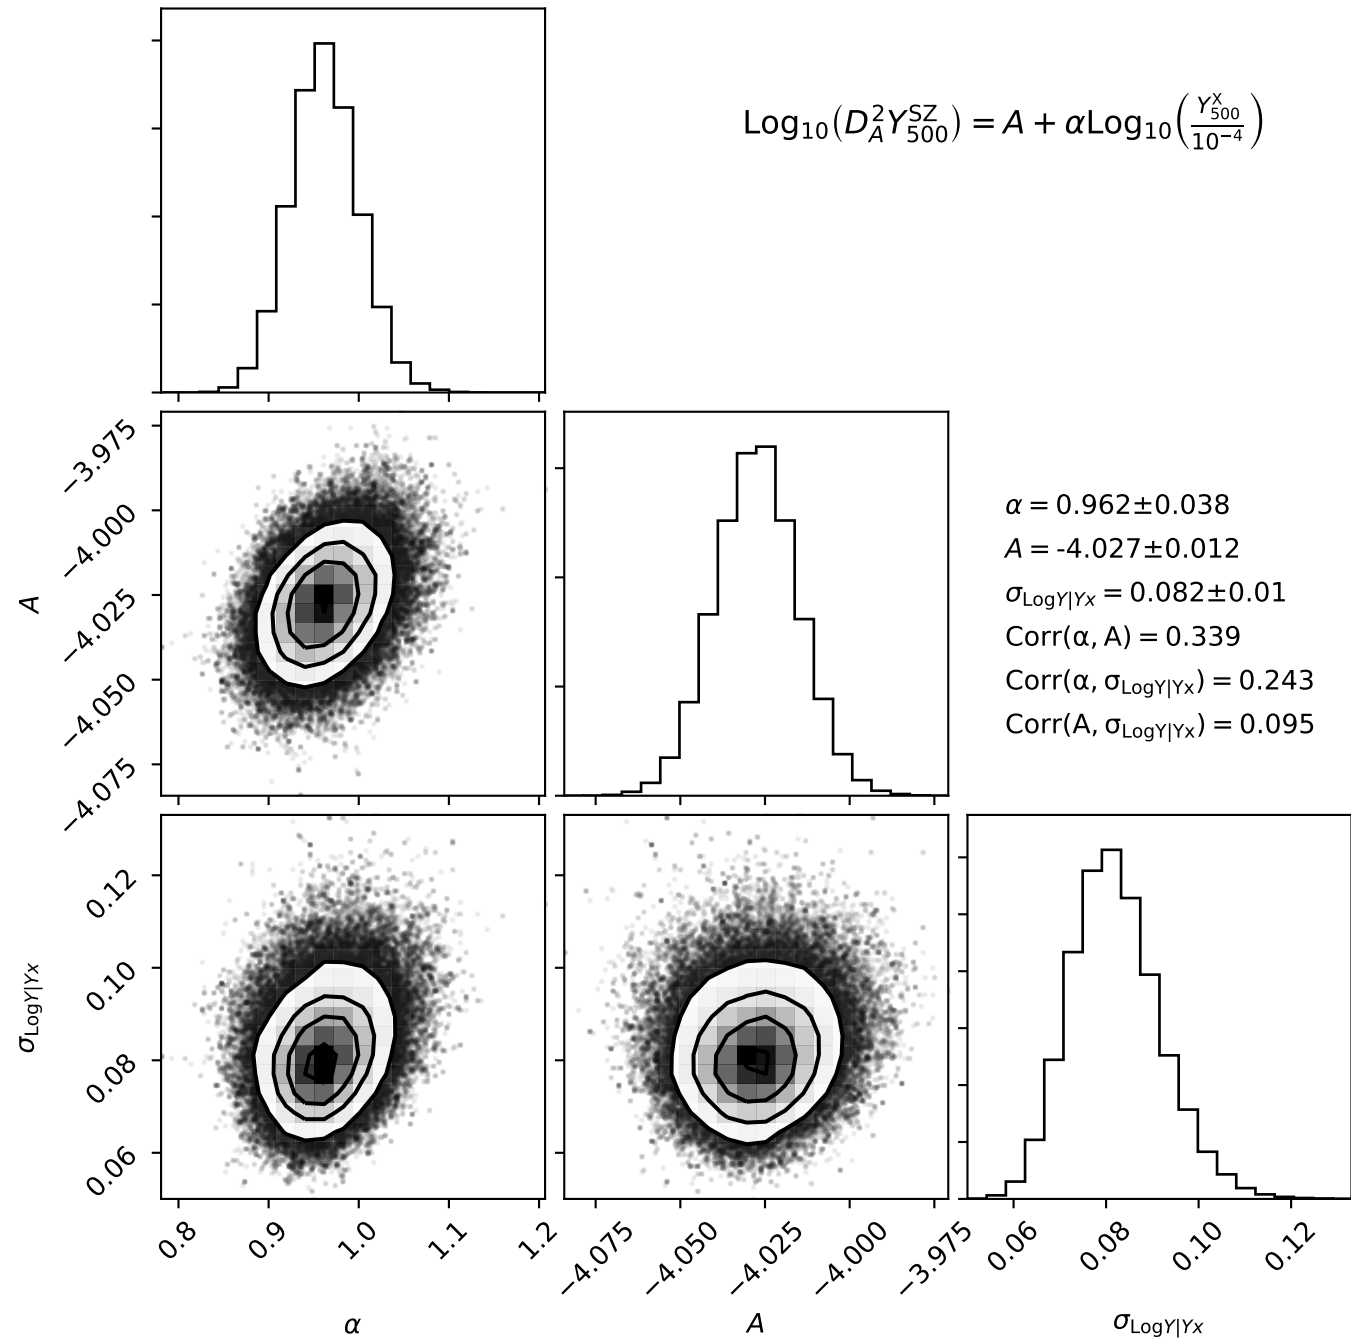 Log₁₀(D_A² Y₅₀₀^SZ) = A + αLog₁₀(Y₅₀₀^X / 10⁻⁴)
−3.975
−4.000
−4.025
−4.050
−4.075
A
α = 0.962±0.038
A = -4.027±0.012
σ_LogY|Yx = 0.082±0.01
Corr(α, A) = 0.339
Corr(α, σ_LogY|Yx) = 0.243
Corr(A, σ_LogY|Yx) = 0.095
0.12
0.10
0.08
0.06
σ_LogY|Yx
0.8 0.9 1.0 1.1 1.2
α
−4.075 −4.050 −4.025 −4.000 −3.975
A
0.06 0.08 0.10 0.12
σ_LogY|Yx